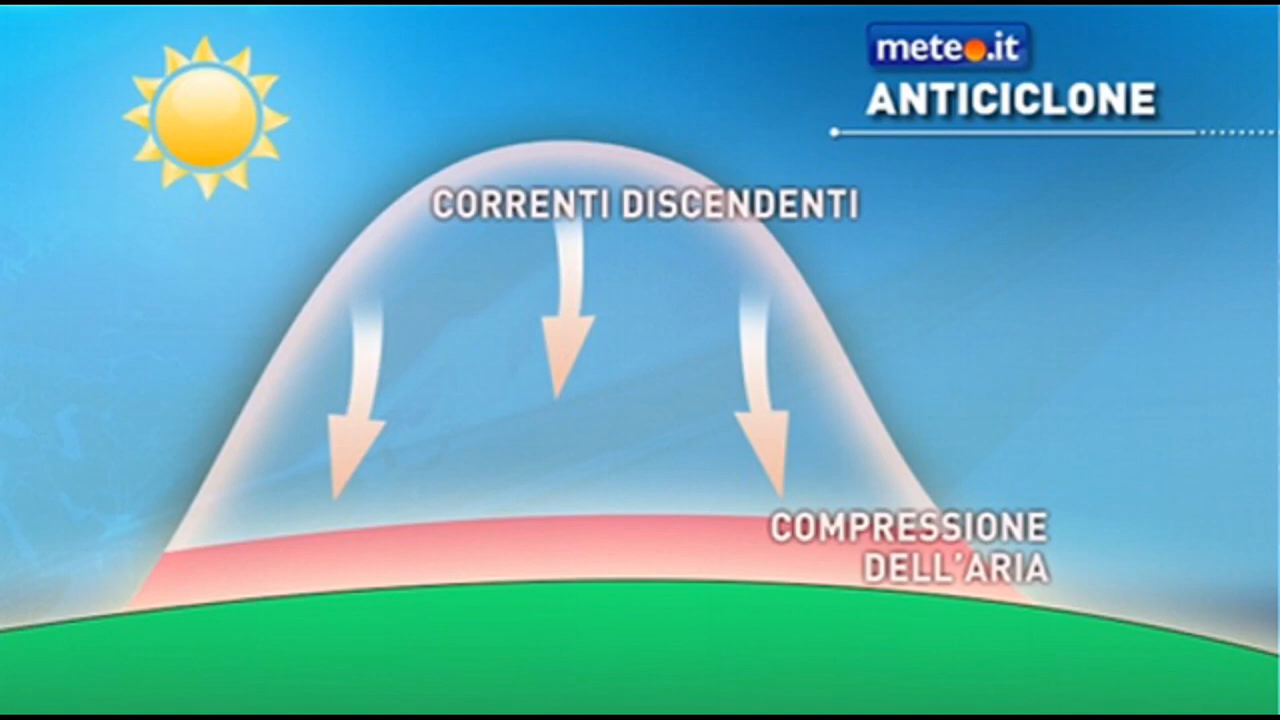 meteo.it
ANTICICLONE
CORRENTI DISCENDENTI
COMPRESSIONE
DELL'ARIA